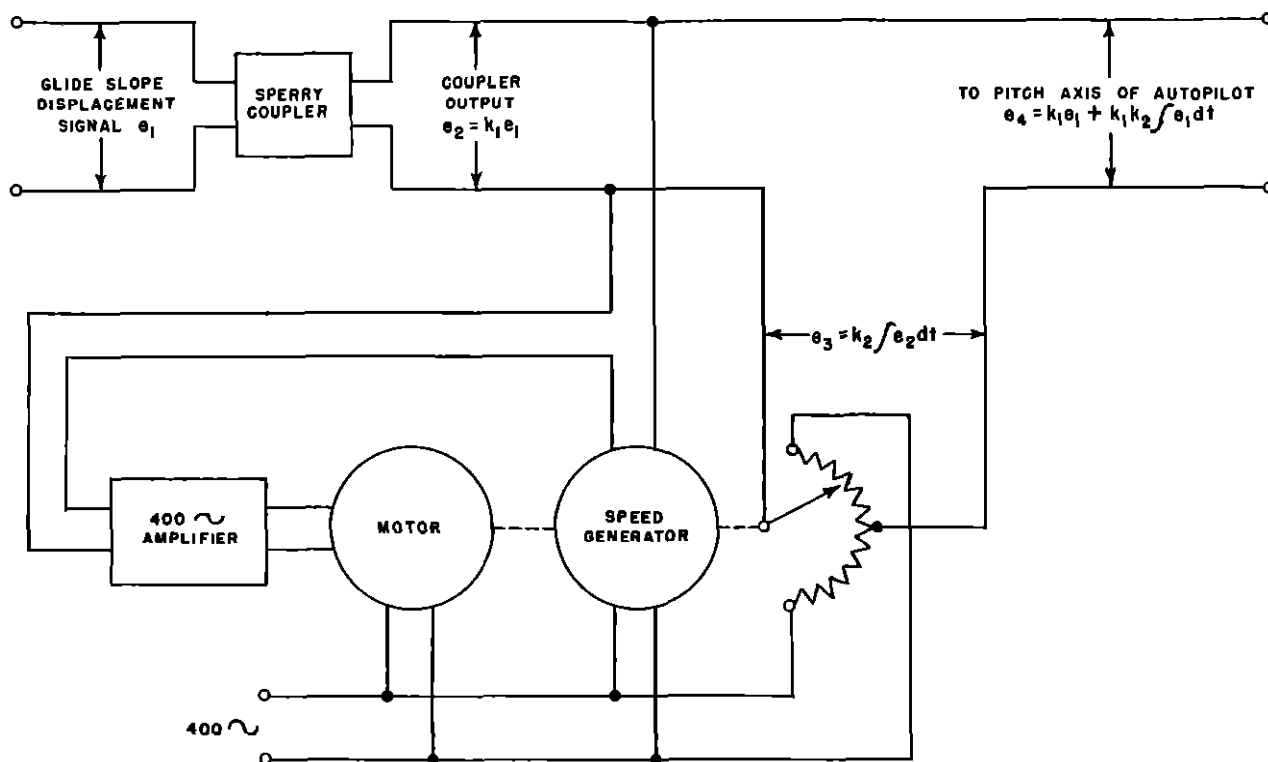 GLIDE SLOPE
DISPLACEMENT
SIGNAL e₁
SPERRY
COUPLER
COUPLER
OUTPUT
e₂ = k₁e₁
TO PITCH AXIS OF AUTOPILOT
e₄ = k₁e₁ + k₁k₂∫e₁dt
e₃ = k₂∫e₂dt
400 ~
AMPLIFIER
MOTOR
SPEED
GENERATOR
400 ~